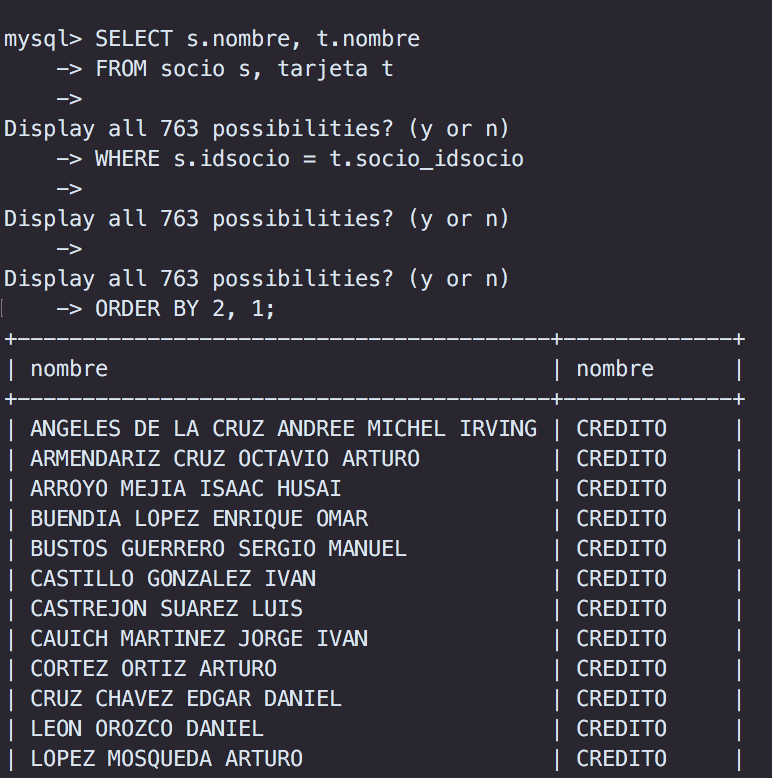 mysql> SELECT s.nombre, t.nombre
    -> FROM socio s, tarjeta t
    ->
Display all 763 possibilities? (y or n)
    -> WHERE s.idsocio = t.socio_idsocio
    ->
Display all 763 possibilities? (y or n)
    ->
Display all 763 possibilities? (y or n)
    -> ORDER BY 2, 1;
+-----------------------------------------+-------------+
| nombre                                  | nombre      |
+-----------------------------------------+-------------+
| ANGELES DE LA CRUZ ANDREE MICHEL IRVING | CREDITO     |
| ARMENDARIZ CRUZ OCTAVIO ARTURO          | CREDITO     |
| ARROYO MEJIA ISAAC HUSAI                | CREDITO     |
| BUENDIA LOPEZ ENRIQUE OMAR              | CREDITO     |
| BUSTOS GUERRERO SERGIO MANUEL           | CREDITO     |
| CASTILLO GONZALEZ IVAN                  | CREDITO     |
| CASTREJON SUAREZ LUIS                   | CREDITO     |
| CAUICH MARTINEZ JORGE IVAN              | CREDITO     |
| CORTEZ ORTIZ ARTURO                     | CREDITO     |
| CRUZ CHAVEZ EDGAR DANIEL                | CREDITO     |
| LEON OROZCO DANIEL                      | CREDITO     |
| LOPEZ MOSQUEDA ARTURO                   | CREDITO     |